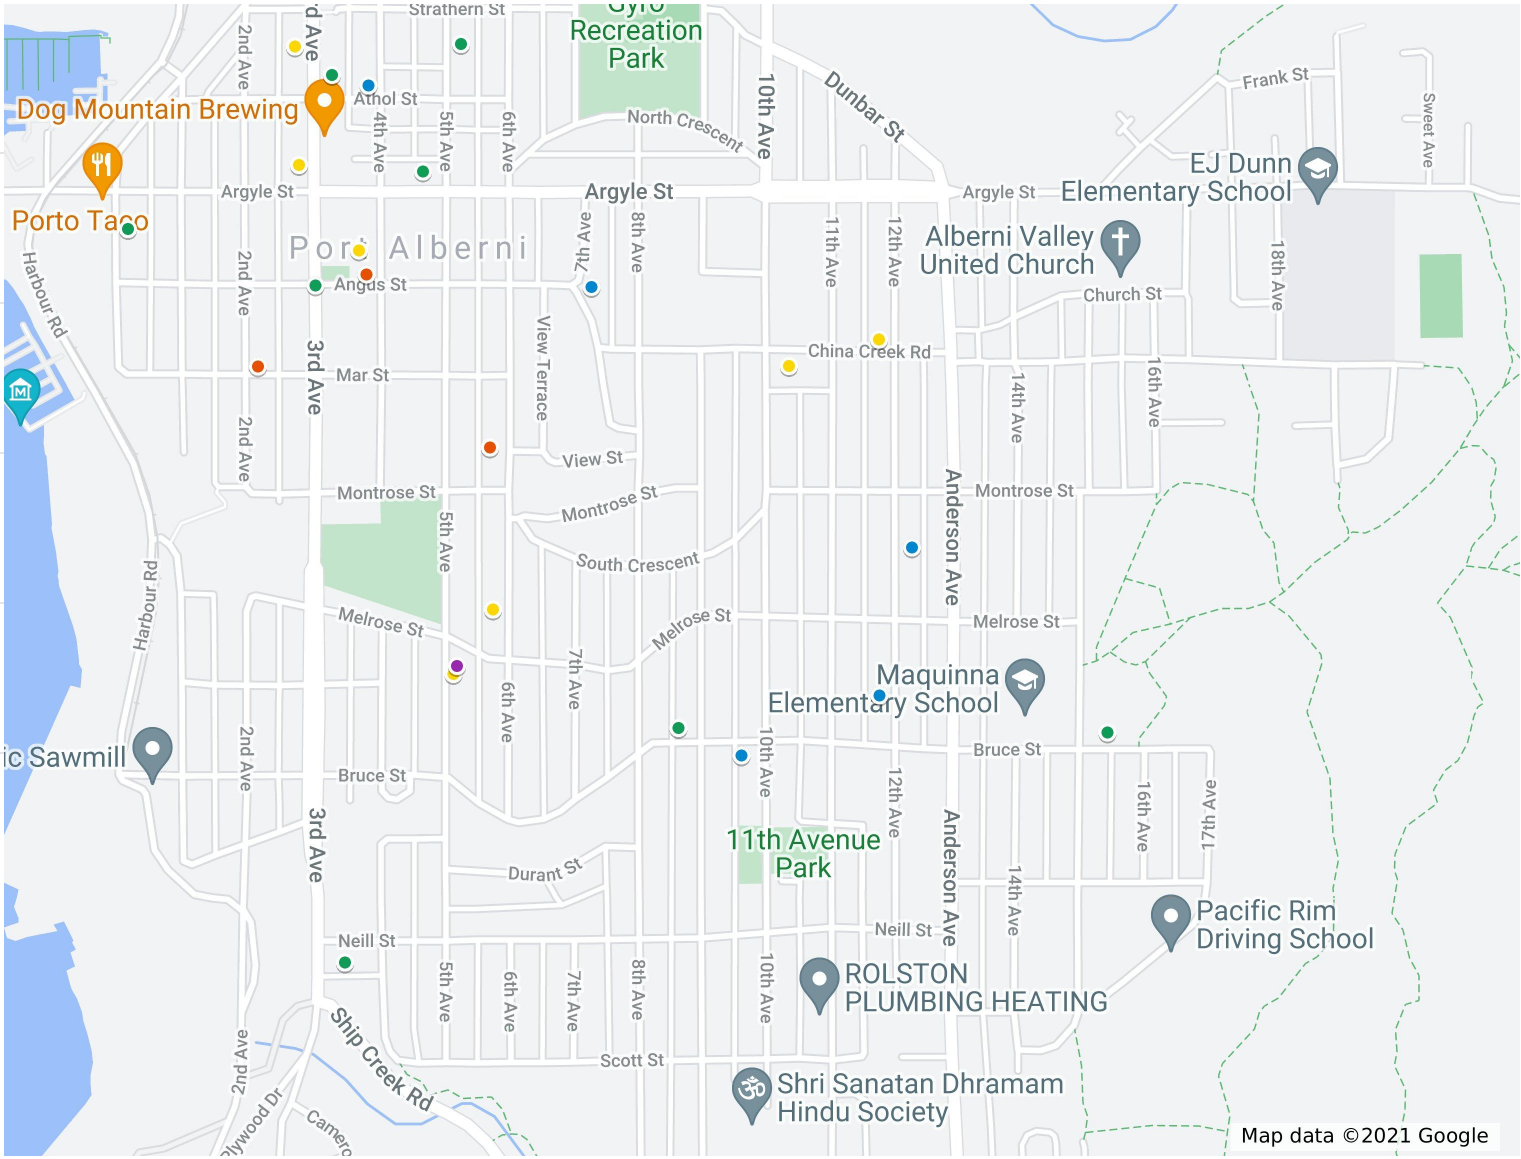 Strathern St
Gyro
Recreation
Park
2nd Ave
rd Ave
10th Ave
Dunbar St
Frank St
Sweet Ave
Dog Mountain Brewing
Athol St
4th Ave
5th Ave
6th Ave
North Crescent
EJ Dunn
Elementary School
Argyle St
Argyle St
Argyle St
Porto Taco
Port Alberni
7th Ave
8th Ave
11th Ave
12th Ave
Alberni Valley
United Church
18th Ave
Harbour Rd
2nd Ave
Angus St
Church St
View Terrace
3rd Ave
Mar St
China Creek Rd
14th Ave
16th Ave
2nd Ave
View St
Montrose St
Montrose St
Montrose St
Anderson Ave
5th Ave
South Crescent
Harbour Rd
Melrose St
Melrose St
Melrose St
7th Ave
6th Ave
Maquinna
Elementary School
ic Sawmill
2nd Ave
Bruce St
10th Ave
Bruce St
12th Ave
16th Ave
17th Ave
3rd Ave
Anderson Ave
11th Avenue
Park
Durant St
14th Ave
Pacific Rim
Driving School
Neill St
Neill St
5th Ave
6th Ave
7th Ave
8th Ave
10th Ave
ROLSTON
PLUMBING HEATING
Ship Creek Rd
2nd Ave
Scott St
Shri Sanatan Dhramam
Hindu Society
Plywood Dr
Camero
Map data ©2021 Google